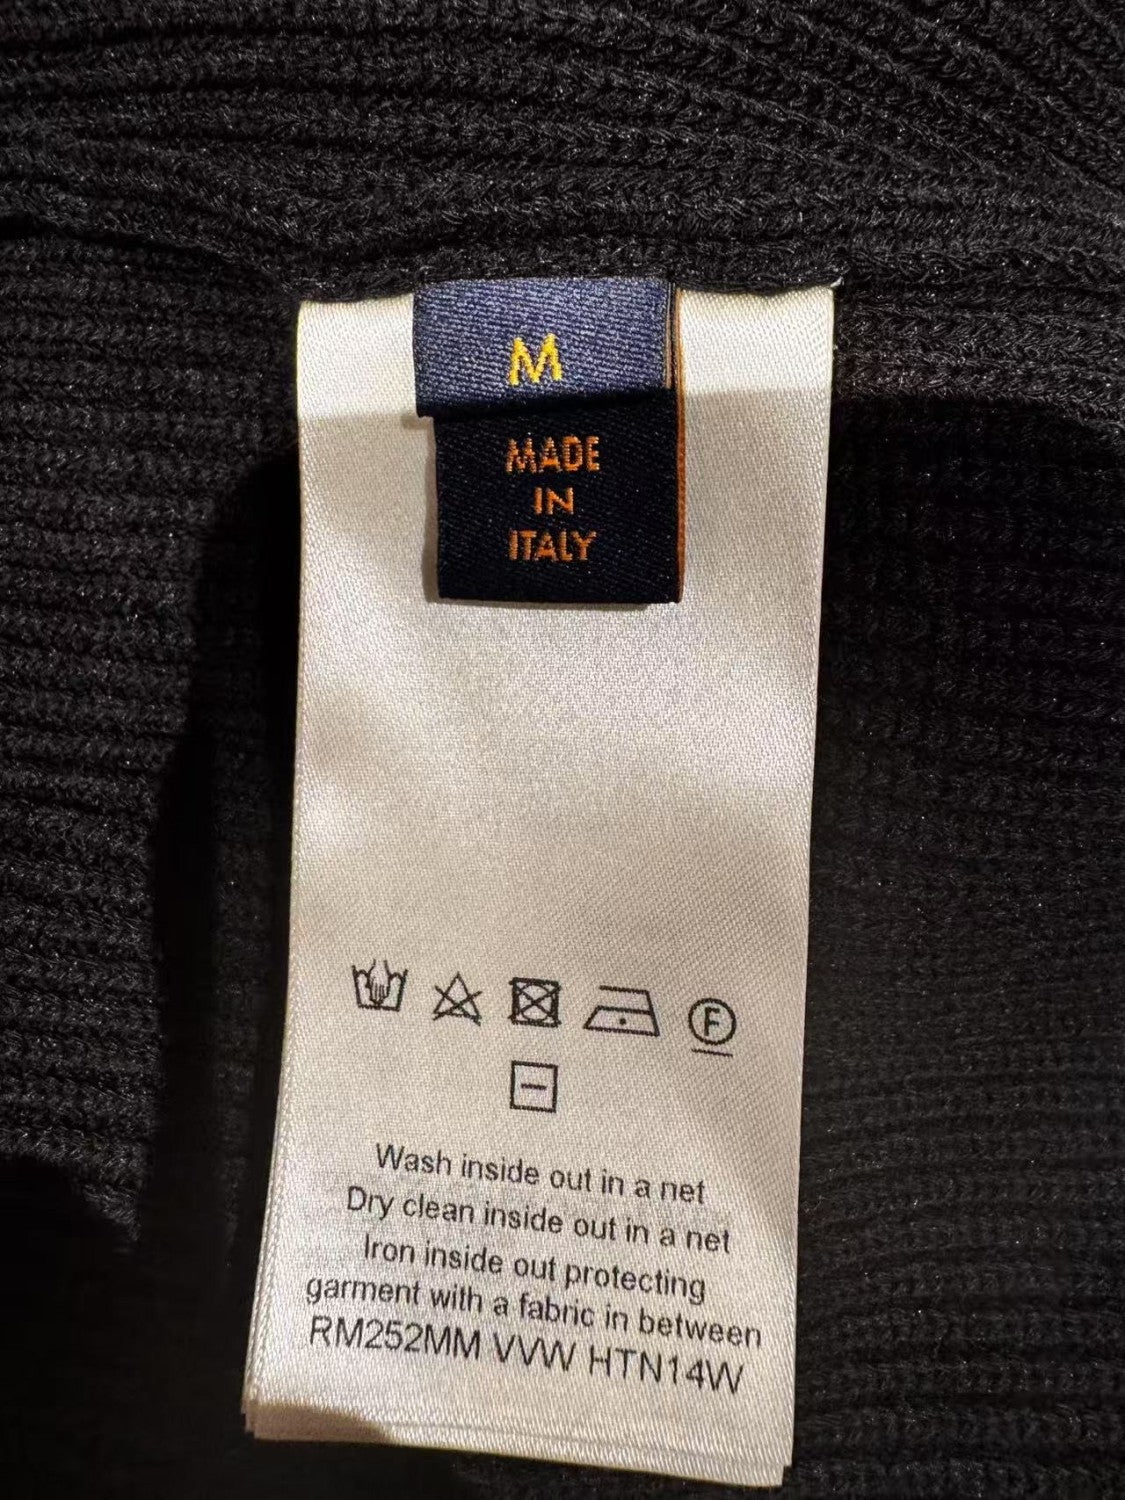 M
MADE
IN
ITALY
F
Wash inside out in a net
Dry clean inside out in a net
Iron inside out protecting
garment with a fabric in between
RM252MM VVW HTN14W